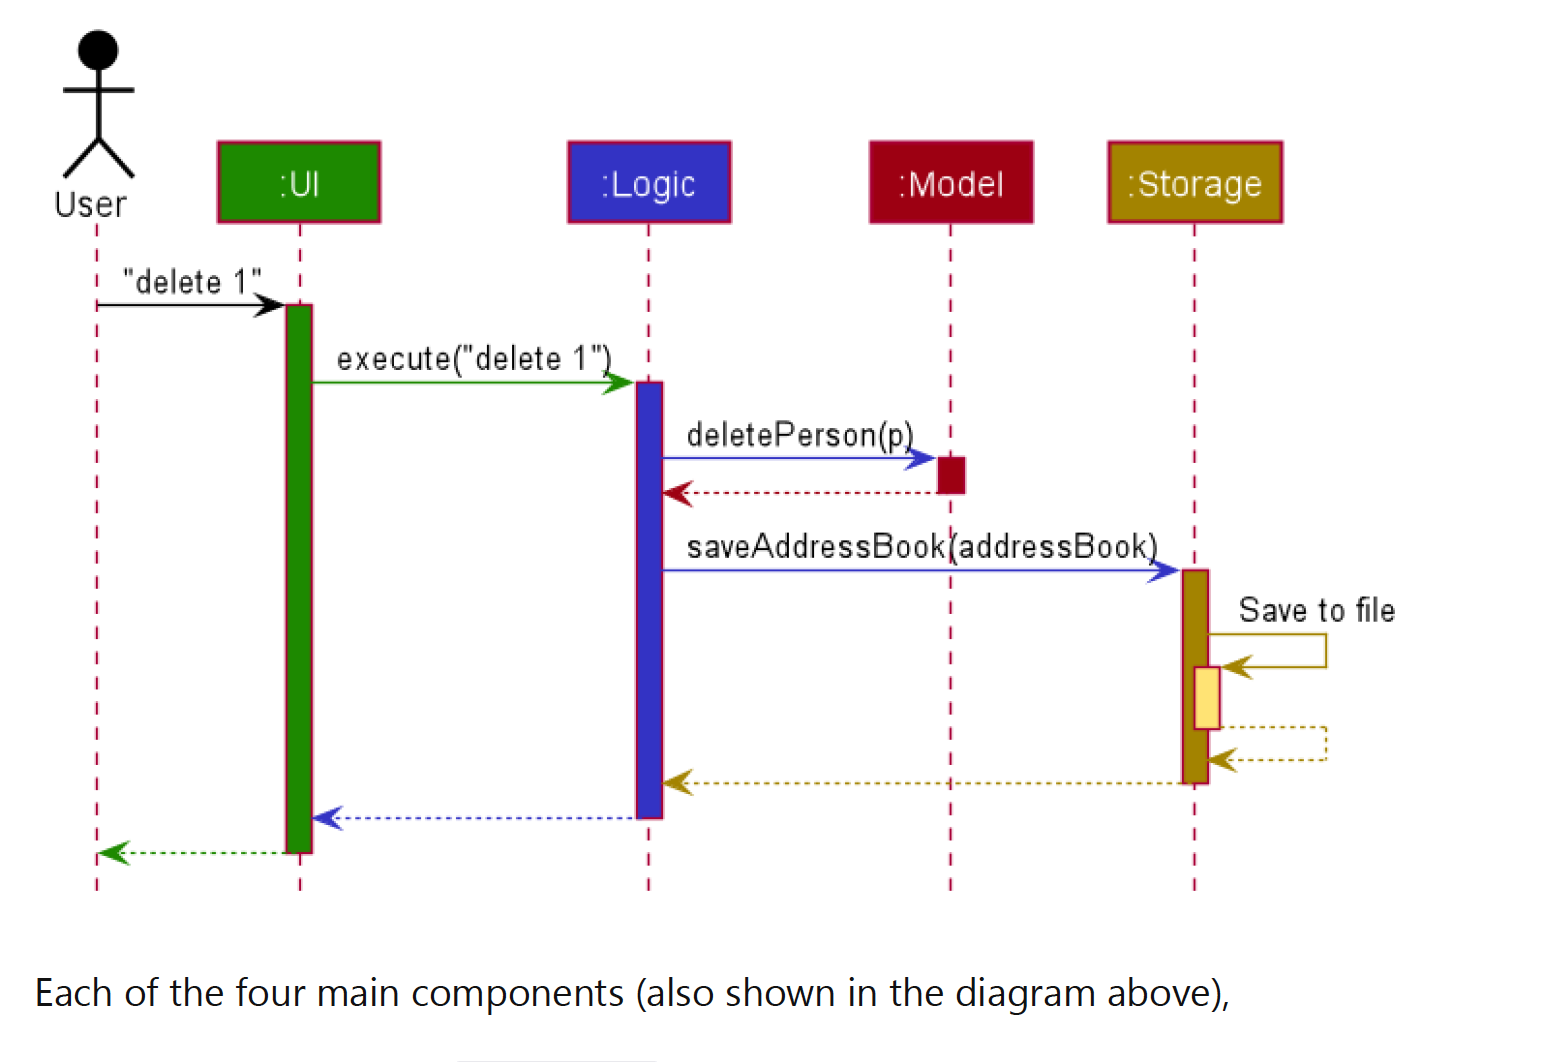 User
:UI
:Logic
:Model
:Storage
"delete 1"
execute("delete 1")
deletePerson(p)
saveAddressBook(addressBook)
Save to file
Each of the four main components (also shown in the diagram above),